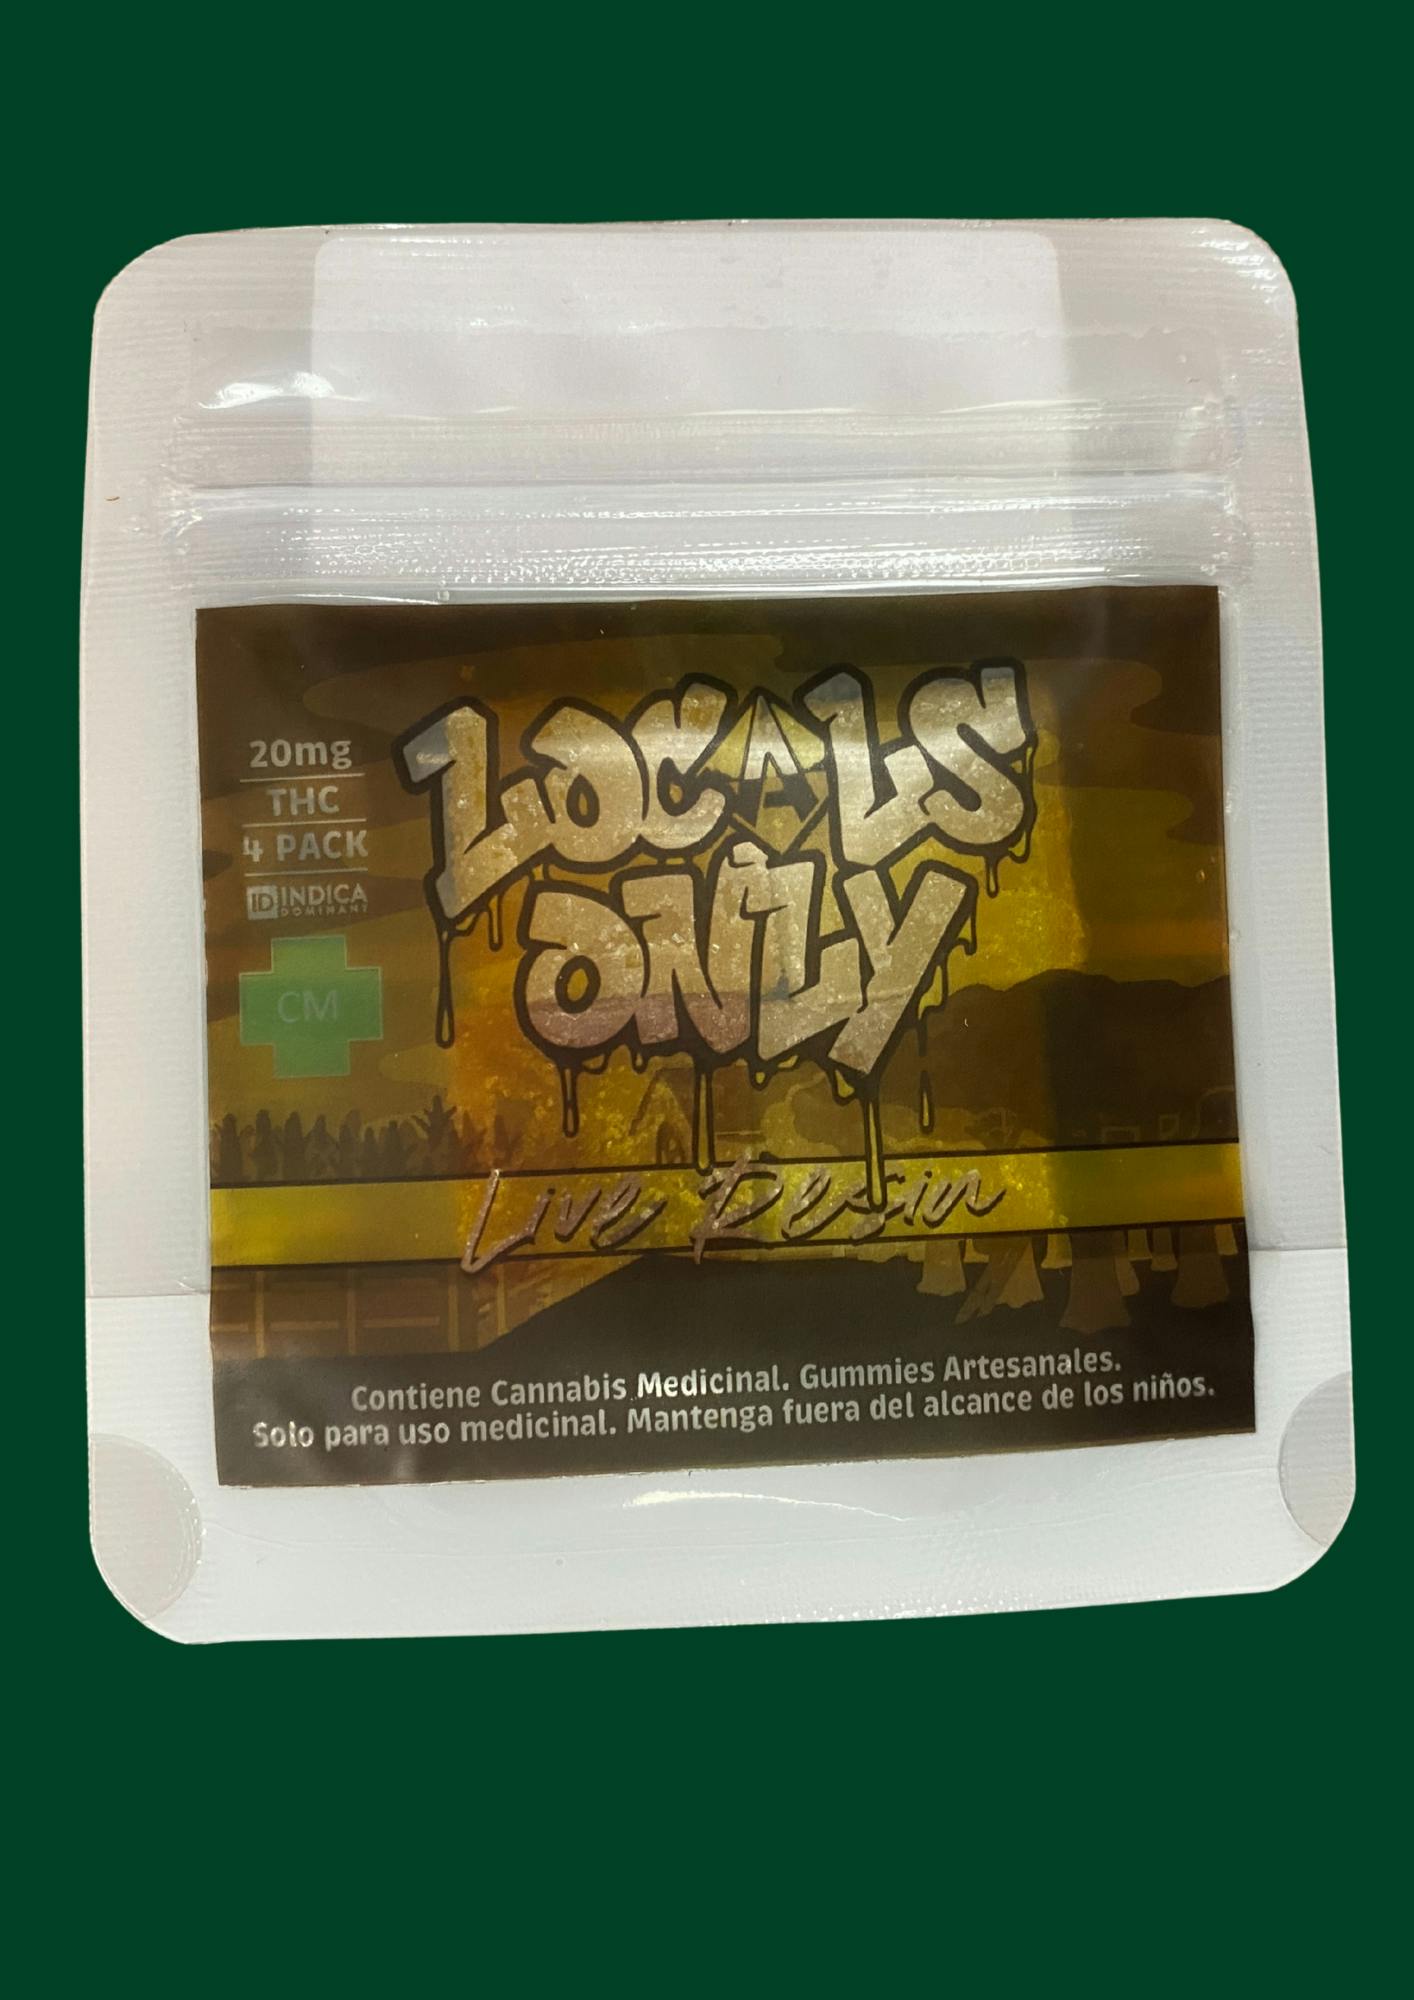 LOCALS
ONLY
20mg
THC
4 PACK
ID INDICA
DOMINANT
CM
Live Resin
Contiene Cannabis Medicinal. Gummies Artesanales.
Solo para uso medicinal. Mantenga fuera del alcance de los niños.